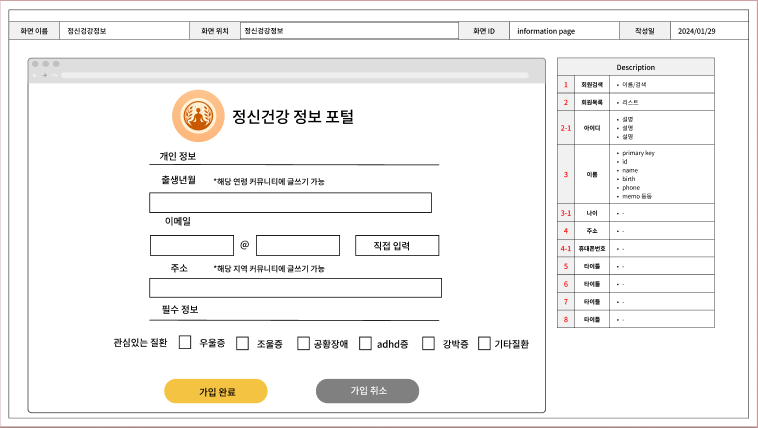 화면 이름 정신겅강정보 화면 위치 정신겅강정보 화면 ID information page 작성일 2024/01/29
정신건강 정보 포털
개인 정보
출생년월 *해당 연령 커뮤니티에 글쓰기 가능
이메일
@ 직접 입력
주소 *해당 지역 커뮤니티에 글쓰기 가능
필수 정보
관심있는 질환 우울증 조울증 공황장애 adhd증 강박증 기타질환
가입 완료 가입 취소
Description
1 회원검색 • 이름/검색
2 회원목록 • 리스트
2-1 아이디 • 설명
• 설명
• 설명
3 이름 • primary key
• id
• name
• birth
• phone
• memo 등등
3-1 나이 • -
4 주소 • -
4-1 휴대폰번호 • -
5 타이틀 • -
6 타이틀 • -
7 타이틀 • -
8 타이틀 • -